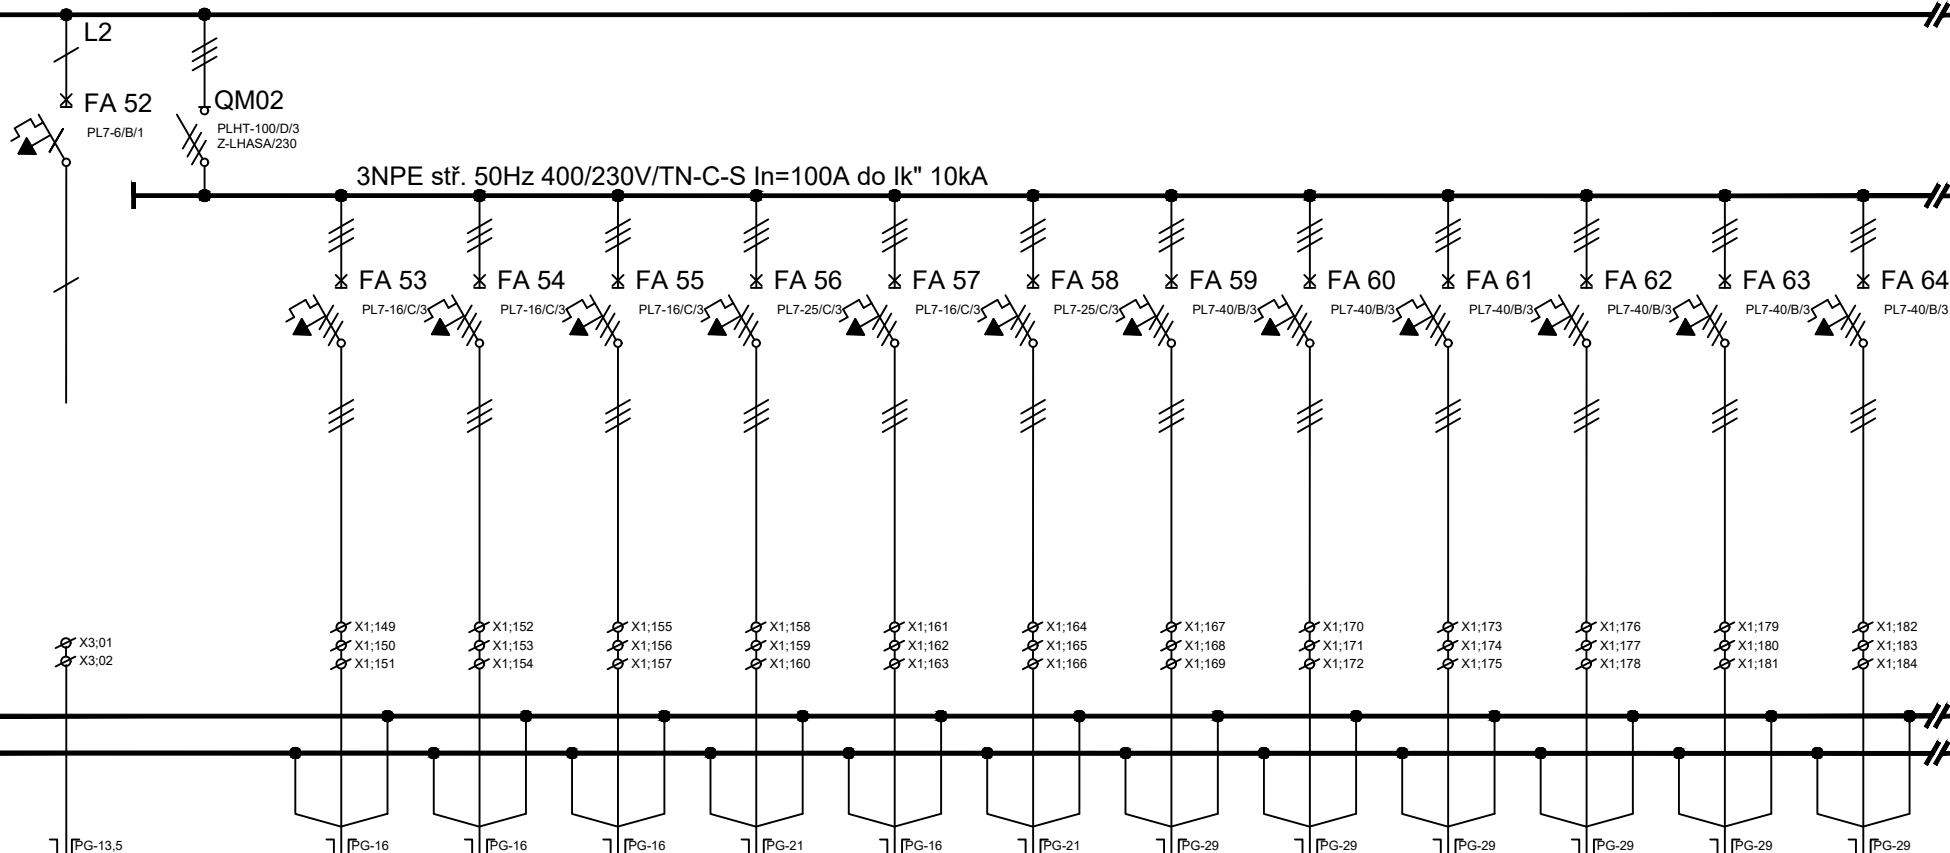 L2
FA 52
PL7-6/B/1
QM02
PLHT-100/D/3
Z-LHASA/230
3NPE stř. 50Hz 400/230V/TN-C-S In=100A do Ik" 10kA
FA 53
PL7-16/C/3
FA 54
PL7-16/C/3
FA 55
PL7-16/C/3
FA 56
PL7-25/C/3
FA 57
PL7-16/C/3
FA 58
PL7-25/C/3
FA 59
PL7-40/B/3
FA 60
PL7-40/B/3
FA 61
PL7-40/B/3
FA 62
PL7-40/B/3
FA 63
PL7-40/B/3
FA 64
PL7-40/B/3
X3;01
X3;02
X1;149
X1;150
X1;151
X1;152
X1;153
X1;154
X1;155
X1;156
X1;157
X1;158
X1;159
X1;160
X1;161
X1;162
X1;163
X1;164
X1;165
X1;166
X1;167
X1;168
X1;169
X1;170
X1;171
X1;172
X1;173
X1;174
X1;175
X1;176
X1;177
X1;178
X1;179
X1;180
X1;181
X1;182
X1;183
X1;184
PG-13,5
PG-16
PG-16
PG-16
PG-21
PG-16
PG-21
PG-29
PG-29
PG-29
PG-29
PG-29
PG-29